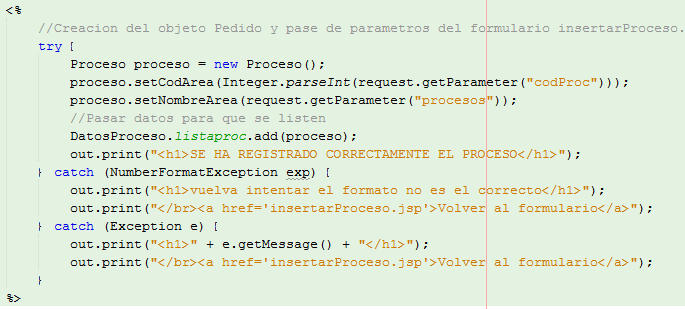 <%
//Creacion del objeto Pedido y pase de parametros del formulario insertarProceso.
try {
Proceso proceso = new Proceso();
proceso.setCodArea(Integer.parseInt(request.getParameter("codProc")));
proceso.setNombreArea(request.getParameter("procesos"));
//Pasar datos para que se listen
DatosProceso.listaproc.add(proceso);
out.print("<h1>SE HA REGISTRADO CORRECTAMENTE EL PROCESO</h1>");
} catch (NumberFormatException exp) {
out.print("<h1>vuelva intentar el formato no es el correcto</h1>");
out.print("</br><a href='insertarProceso.jsp'>Volver al formulario</a>");
} catch (Exception e) {
out.print("<h1>" + e.getMessage() + "</h1>");
out.print("</br><a href='insertarProceso.jsp'>Volver al formulario</a>");
}
%>